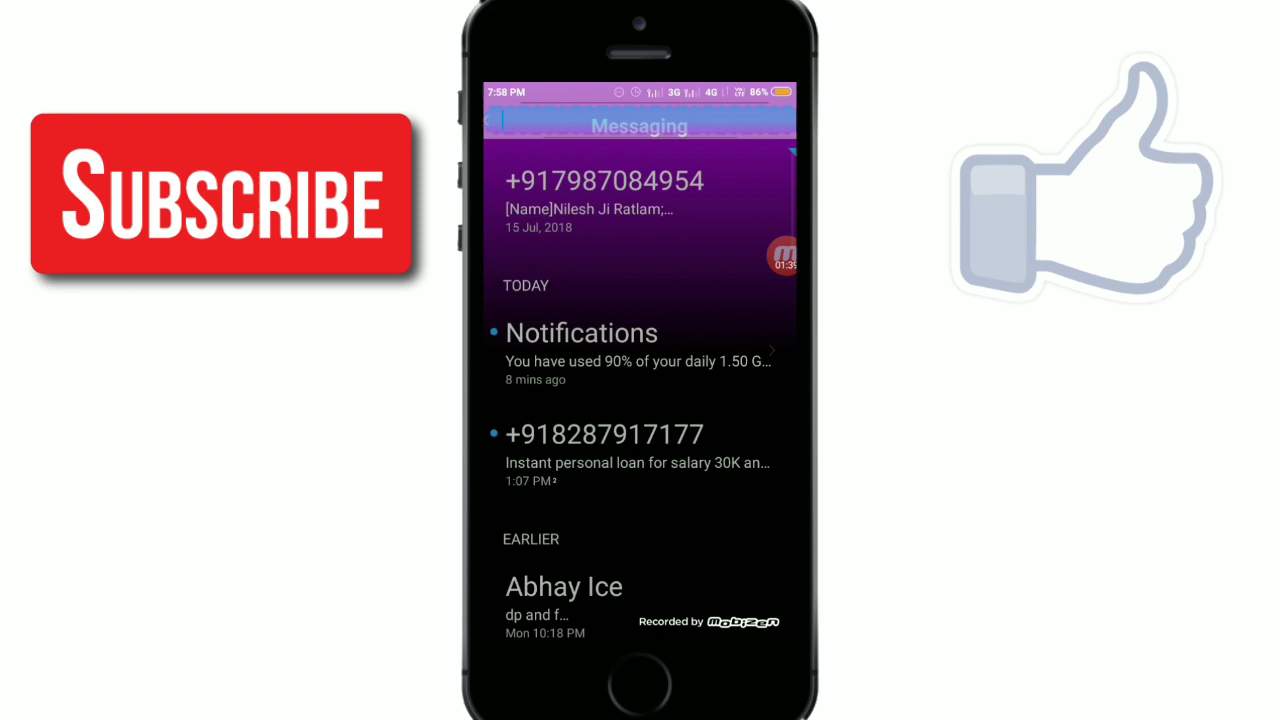 SUBSCRIBE
7:58 PM 3G 4G VoLTE 86%
Messaging
+917987084954
[Name]Nilesh Ji Ratlam;...
15 Jul, 2018
01:39
TODAY
Notifications
You have used 90% of your daily 1.50 G...
8 mins ago
+918287917177
Instant personal loan for salary 30K an...
1:07 PM 2
EARLIER
Abhay Ice
dp and f...
Mon 10:18 PM
Recorded by mobizen